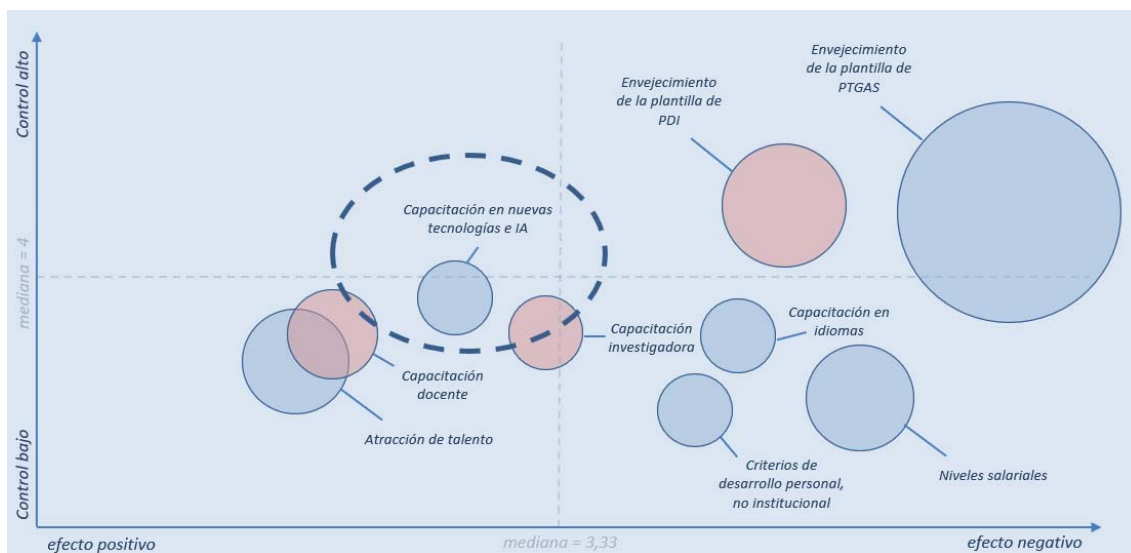 Control alto
mediana = 4
Control bajo
Envejecimiento
de la plantilla de
PDI
Envejecimiento
de la plantilla de
PTGAS
Capacitación en nuevas
tecnologías e IA
Capacitación
investigadora
Capacitación en
idiomas
Capacitación
docente
Atracción de talento
Criterios de
desarrollo personal,
no institucional
Niveles salariales
efecto positivo
mediana = 3,33
efecto negativo